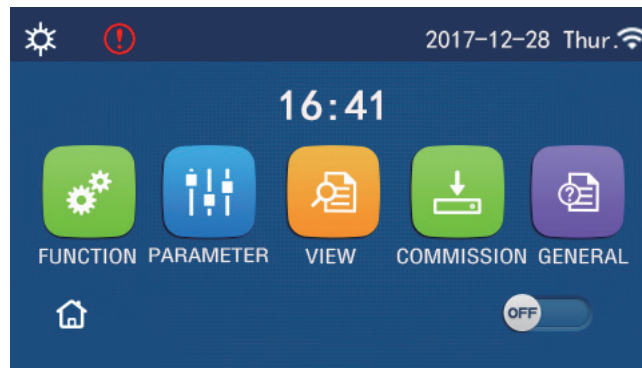 2017-12-28 Thur.
16:41
FUNCTION PARAMETER VIEW COMMISSION GENERAL
OFF